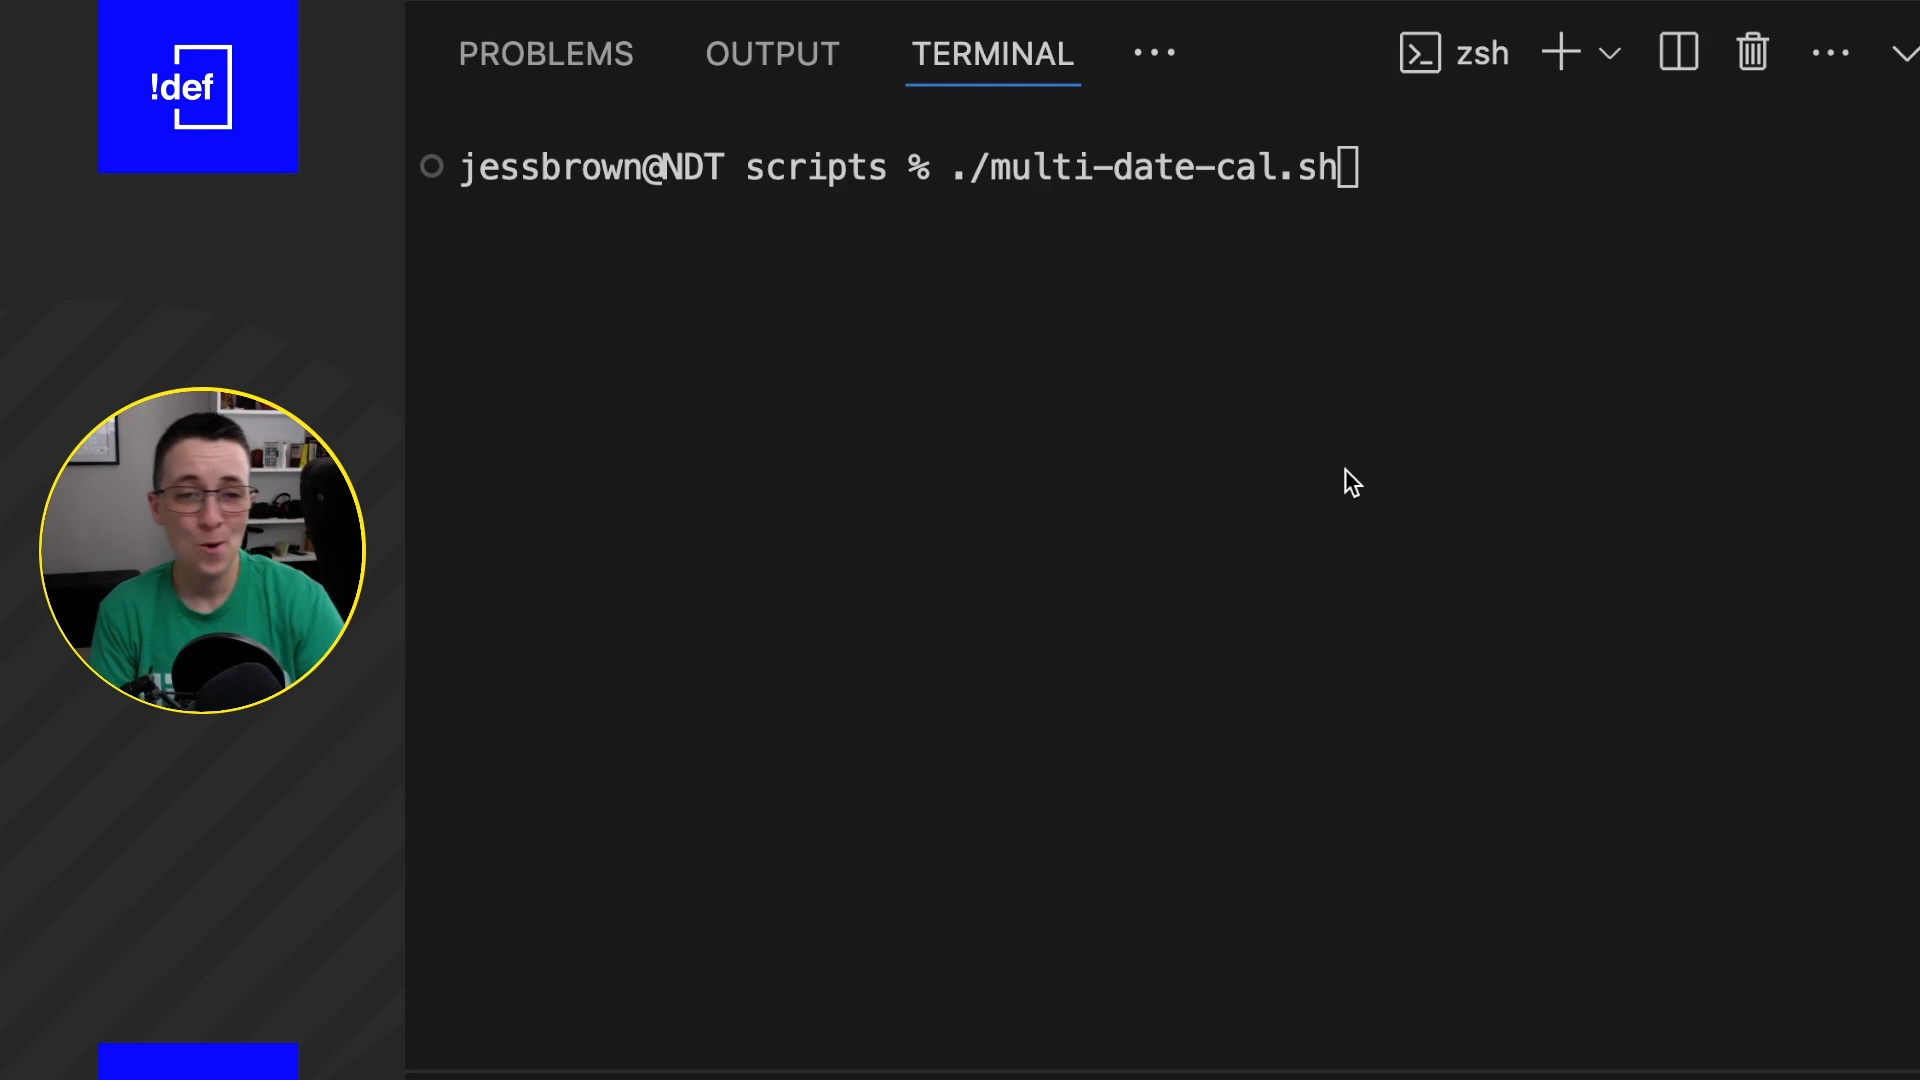 !def
PROBLEMS OUTPUT TERMINAL ··· zsh ···
jessbrown@NDT scripts % ./multi-date-cal.sh